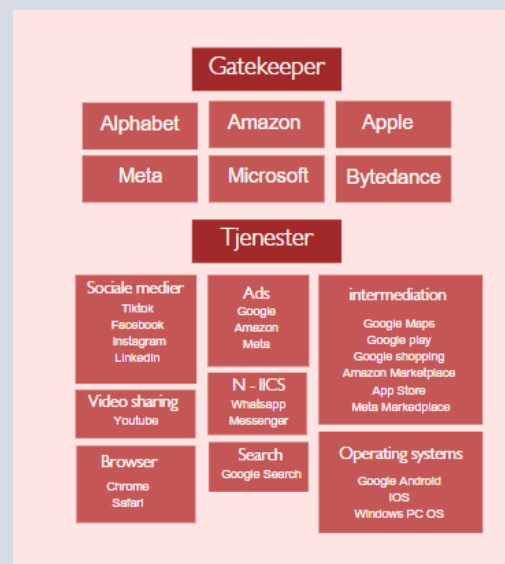 Gatekeeper
Alphabet
Amazon
Apple
Meta
Microsoft
Bytedance
Tjenester
Sociale medier
Tiktok
Facebook
Instagram
Linkedin
Video sharing
Youtube
Browser
Chrome
Safari
Ads
Google
Amazon
Meta
N - IICS
Whatsapp
Messenger
Search
Google Search
intermediation
Google Maps
Google play
Google shopping
Amazon Marketplace
App Store
Meta Markedplace
Operating systems
Google Android
IOS
Windows PC OS